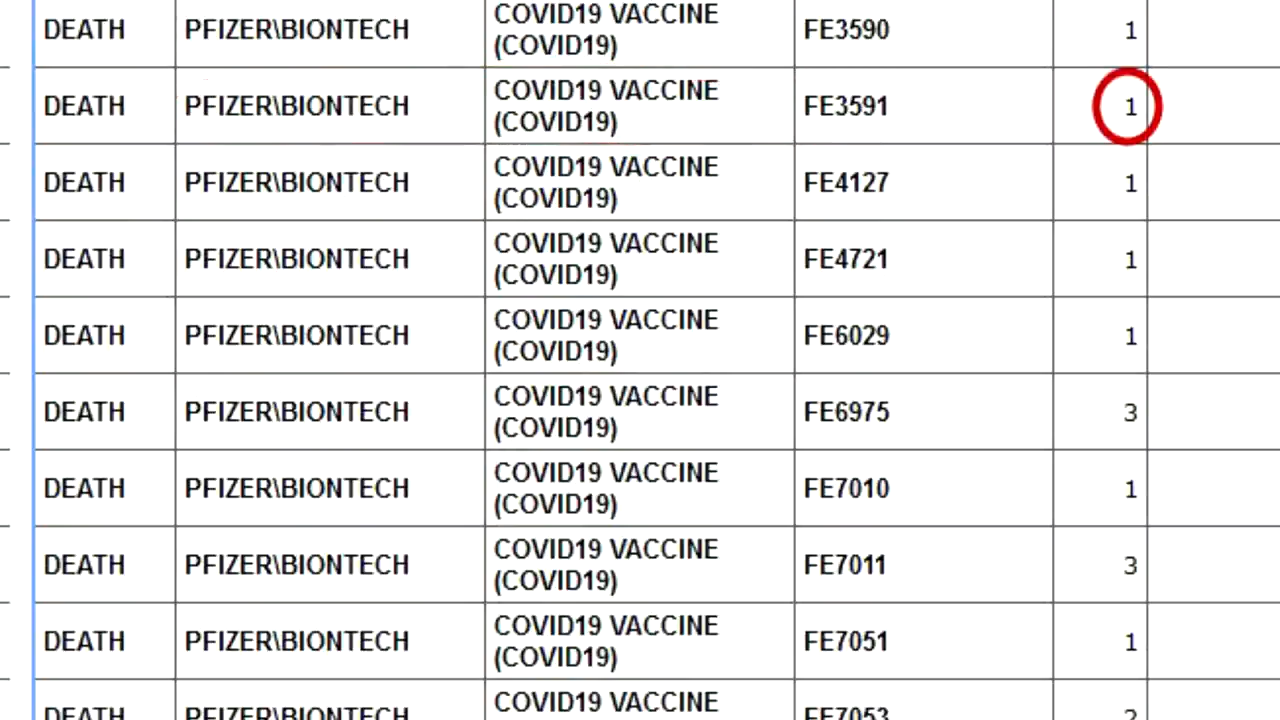 DEATH PFIZER\BIONTECH COVID19 VACCINE (COVID19) FE3590 1
DEATH PFIZER\BIONTECH COVID19 VACCINE (COVID19) FE3591 1
DEATH PFIZER\BIONTECH COVID19 VACCINE (COVID19) FE4127 1
DEATH PFIZER\BIONTECH COVID19 VACCINE (COVID19) FE4721 1
DEATH PFIZER\BIONTECH COVID19 VACCINE (COVID19) FE6029 1
DEATH PFIZER\BIONTECH COVID19 VACCINE (COVID19) FE6975 3
DEATH PFIZER\BIONTECH COVID19 VACCINE (COVID19) FE7010 1
DEATH PFIZER\BIONTECH COVID19 VACCINE (COVID19) FE7011 3
DEATH PFIZER\BIONTECH COVID19 VACCINE (COVID19) FE7051 1
DEATH PFIZER\BIONTECH COVID19 VACCINE FE7053 2